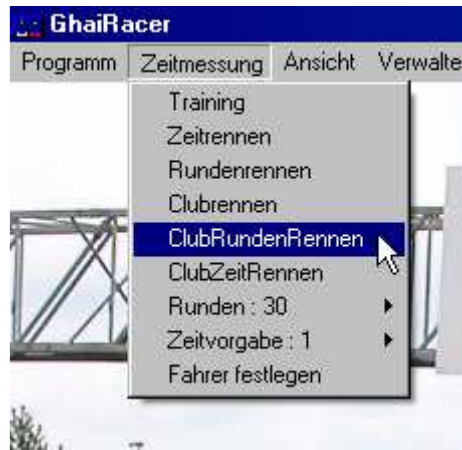 GhaiRacer
Programm Zeitmessung Ansicht Verwalte
Training
Zeitrennen
Rundenrennen
Clubrennen
ClubRundenRennen
ClubZeitRennen
Runden : 30
Zeitvorgabe : 1
Fahrer festlegen